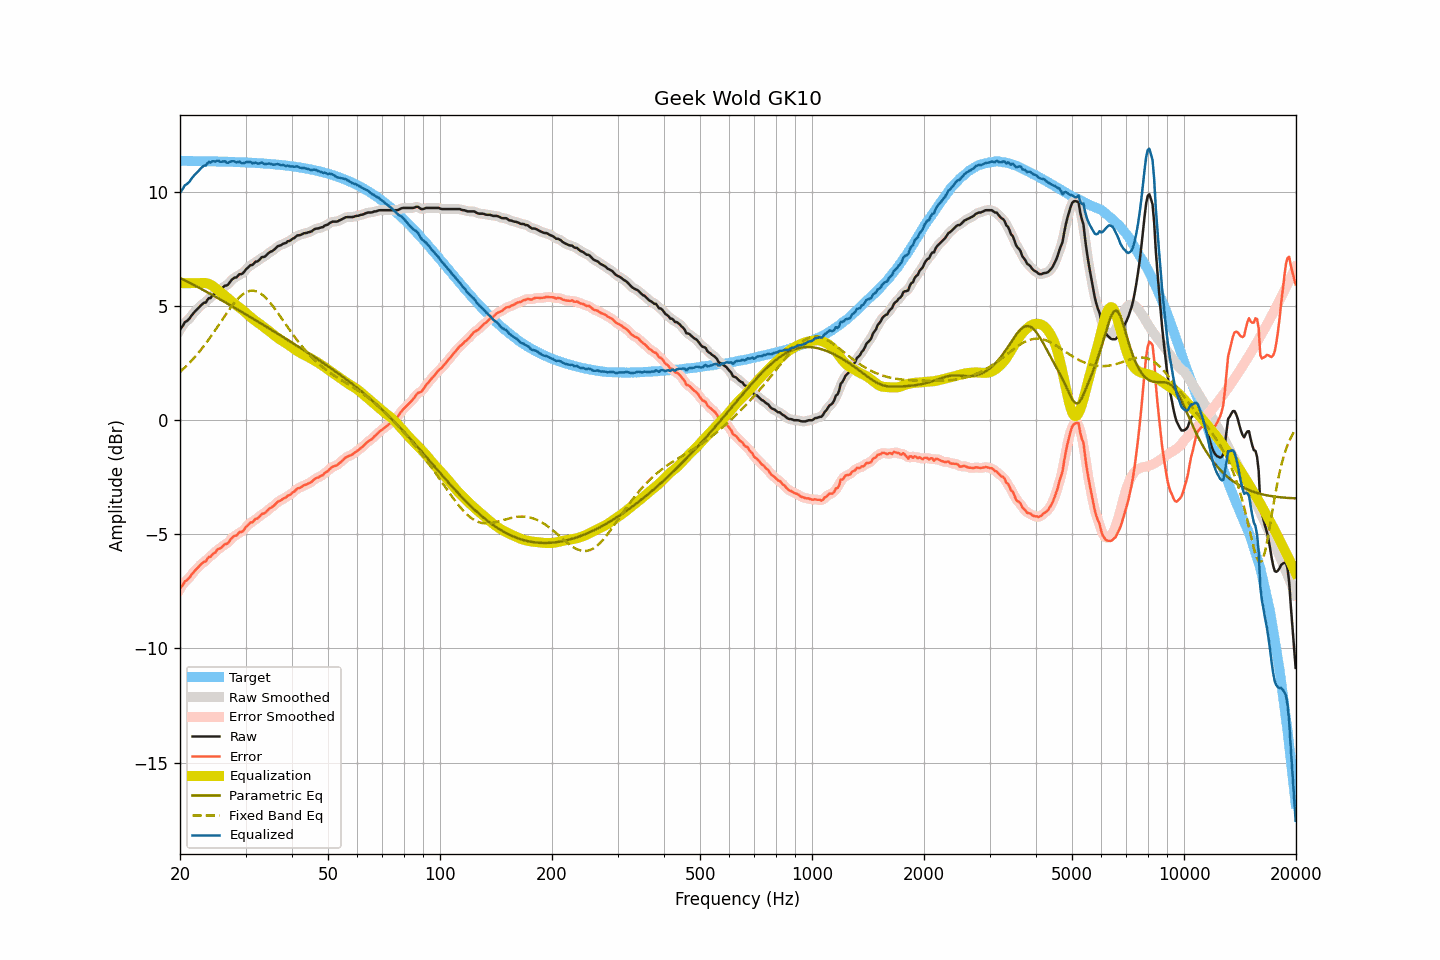 Geek Wold GK10
10
5
0
−5
−10
−15
Amplitude (dBr)
Target
Raw Smoothed
Error Smoothed
Raw
Error
Equalization
Parametric Eq
Fixed Band Eq
Equalized
20 50 100 200 500 1000 2000 5000 10000 20000
Frequency (Hz)